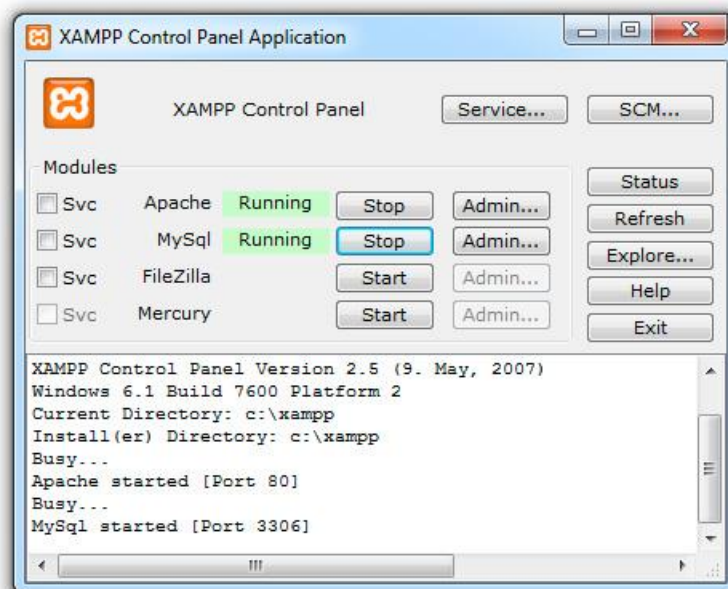 XAMPP Control Panel Application
XAMPP Control Panel Service... SCM...
Modules
Svc Apache Running Stop Admin...
Svc MySql Running Stop Admin...
Svc FileZilla Start Admin...
Svc Mercury Start Admin...
Status
Refresh
Explore...
Help
Exit
XAMPP Control Panel Version 2.5 (9. May, 2007)
Windows 6.1 Build 7600 Platform 2
Current Directory: c:\xampp
Install(er) Directory: c:\xampp
Busy...
Apache started [Port 80]
Busy...
MySql started [Port 3306]